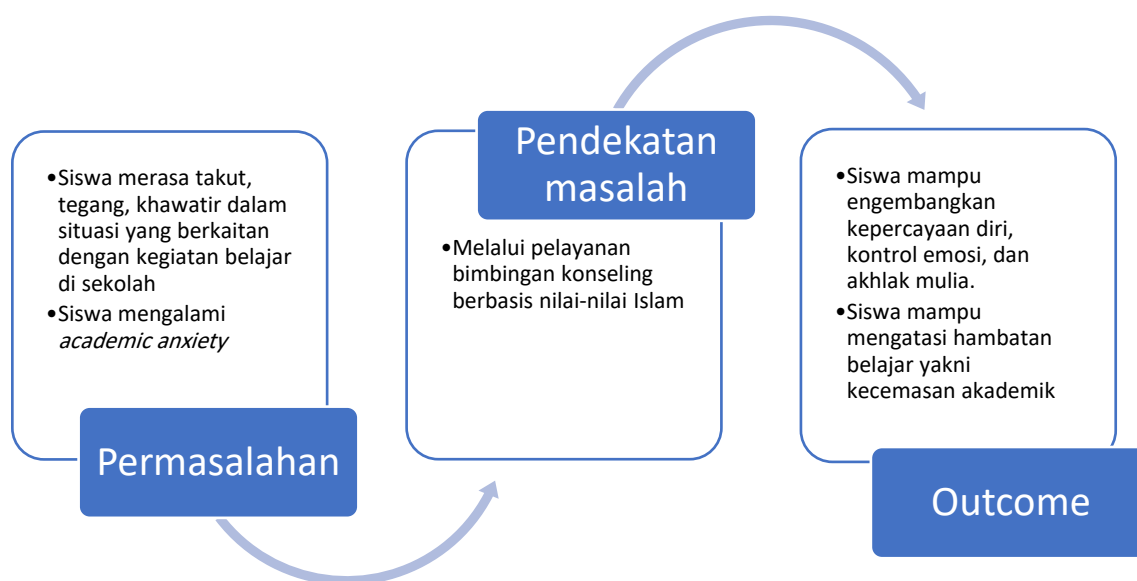 •Siswa merasa takut,
tegang, khawatir dalam
situasi yang berkaitan
dengan kegiatan belajar
di sekolah
•Siswa mengalami
academic anxiety
Permasalahan
Pendekatan
masalah
•Melalui pelayanan
bimbingan konseling
berbasis nilai-nilai Islam
•Siswa mampu
engembangkan
kepercayaan diri,
kontrol emosi, dan
akhlak mulia.
•Siswa mampu
mengatasi hambatan
belajar yakni
kecemasan akademik
Outcome